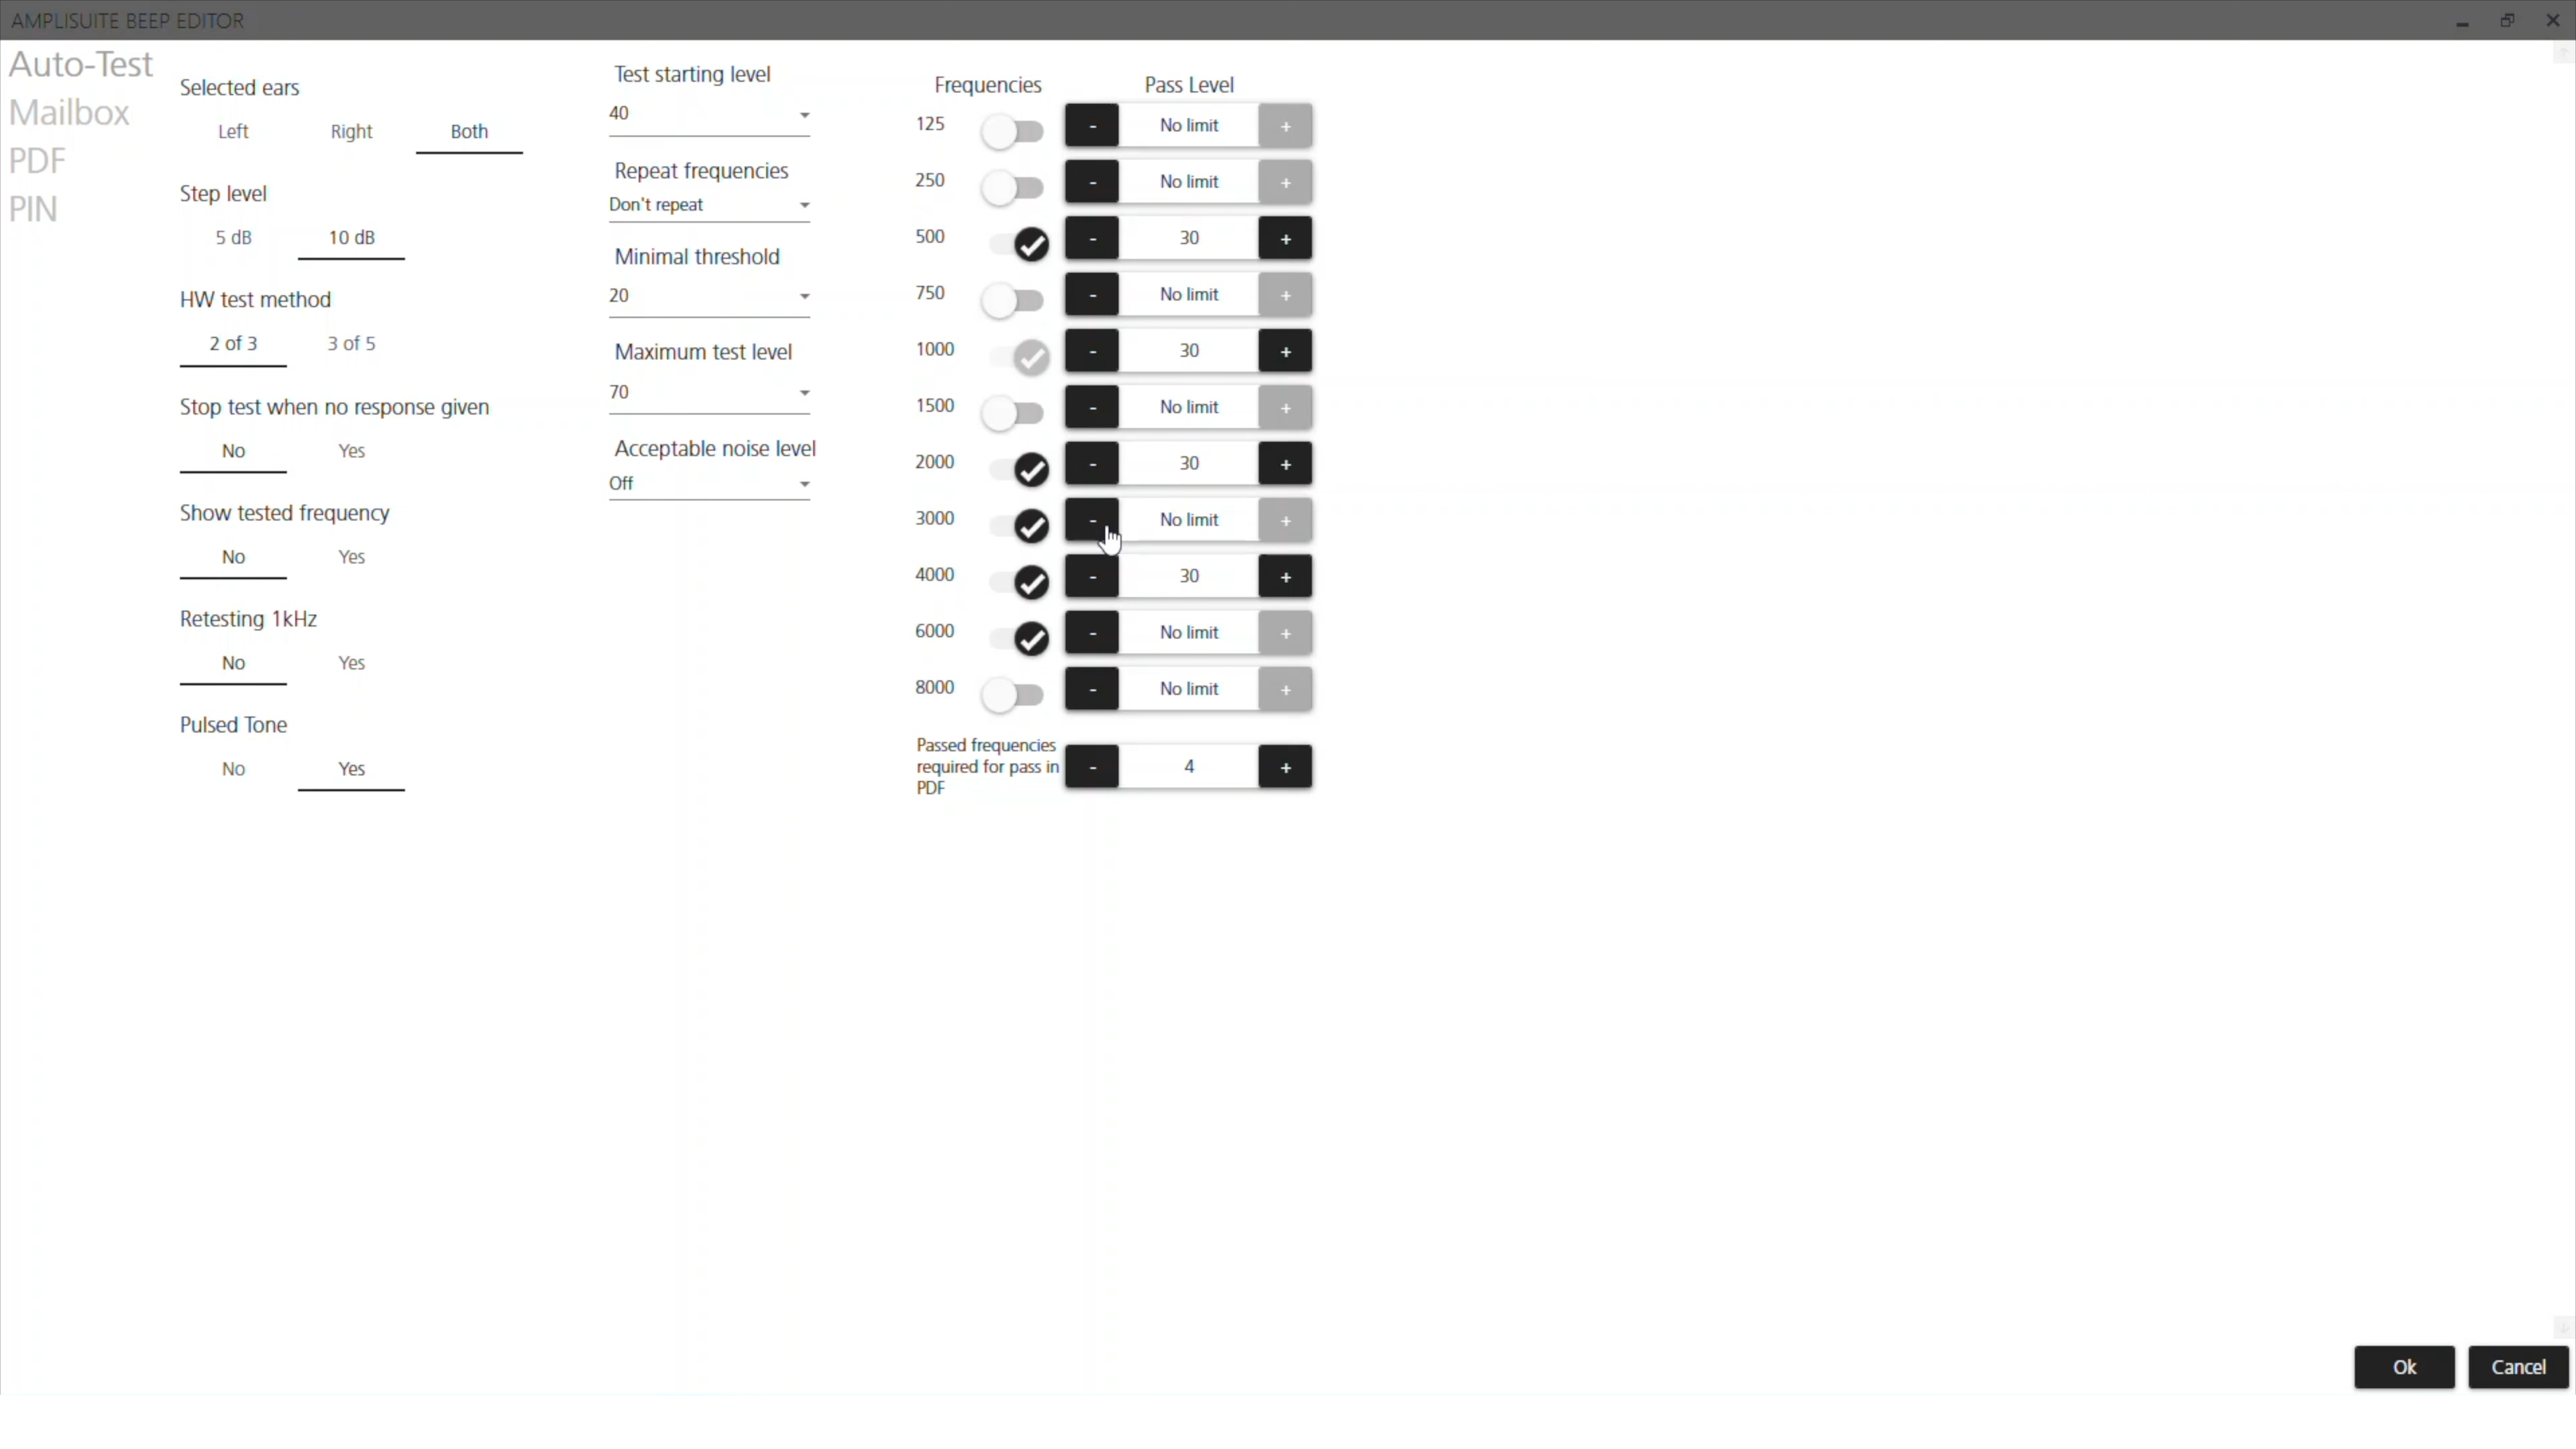 AMPLISUITE BEEP EDITOR
Auto-Test
Mailbox
PDF
PIN
Selected ears
Left Right Both
Step level
5 dB 10 dB
HW test method
2 of 3 3 of 5
Stop test when no response given
No Yes
Show tested frequency
No Yes
Retesting 1kHz
No Yes
Pulsed Tone
No Yes
Test starting level
40
Repeat frequencies
Don't repeat
Minimal threshold
20
Maximum test level
70
Acceptable noise level
Off
Frequencies Pass Level
125 - No limit +
250 - No limit +
500 - 30 +
750 - No limit +
1000 - 30 +
1500 - No limit +
2000 - 30 +
3000 - No limit +
4000 - 30 +
6000 - No limit +
8000 - No limit +
Passed frequencies
required for pass in
PDF
- 4 +
Ok Cancel